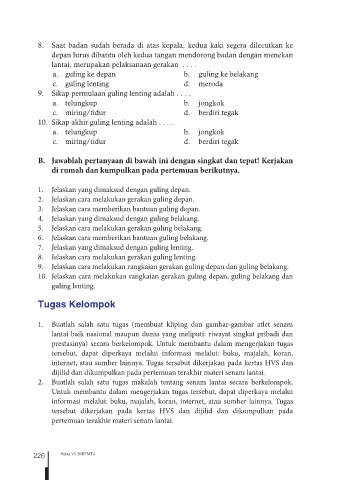 8. Saat badan sudah berada di atas kepala, kedua kaki segera dilecutkan ke
depan lurus dibantu oleh kedua tangan mendorong badan dengan menekan
lantai, merupakan pelaksanaan gerakan . . . .
a. guling ke depan b. guling ke belakang
c. guling lenting d. meroda
9. Sikap permulaan guling lenting adalah . . . .
a. telungkup b. jongkok
c. miring/tidur d. berdiri tegak
10. Sikap akhir guling lenting adalah . . . .
a. telungkup b. jongkok
c. miring/tidur d. berdiri tegak
B. Jawablah pertanyaan di bawah ini dengan singkat dan tepat! Kerjakan
di rumah dan kumpulkan pada pertemuan berikutnya.
1. Jelaskan yang dimaksud dengan guling depan.
2. Jelaskan cara melakukan gerakan guling depan.
3. Jelaskan cara memberikan bantuan guling depan.
4. Jelaskan yang dimaksud dengan guling belakang.
5. Jelaskan cara melakukan gerakan guling belakang.
6. Jelaskan cara memberikan bantuan guling belakang.
7. Jelaskan yang dimaksud dengan guling lenting.
8. Jelaskan cara melakukan gerakan guling lenting.
9. Jelaskan cara melakukan rangkaian gerakan guling depan dan guling belakang.
10. Jelaskan cara melakukan rangkaian gerakan guling depan, guling belakang dan
guling lenting.
Tugas Kelompok
1. Buatlah salah satu tugas (membuat kliping dan gambar-gambar atlet senam
lantai baik nasional maupun dunia yang meliputi: riwayat singkat pribadi dan
prestasinya) secara berkelompok. Untuk membantu dalam mengerjakan tugas
tersebut, dapat diperkaya melalui informasi melalui: buku, majalah, koran,
internet, atau sumber lainnya. Tugas tersebut dikerjakan pada kertas HVS dan
dijilid dan dikumpulkan pada pertemuan terakhir materi senam lantai.
2. Buatlah salah satu tugas makalah tentang senam lantai secara berkelompok.
Untuk membantu dalam mengerjakan tugas tersebut, dapat diperkaya melalui
informasi melalui: buku, majalah, koran, internet, atau sumber lainnya. Tugas
tersebut dikerjakan pada kertas HVS dan dijilid dan dikumpulkan pada
pertemuan terakhir materi senam lantai.
226 Kelas VII SMP/MTs